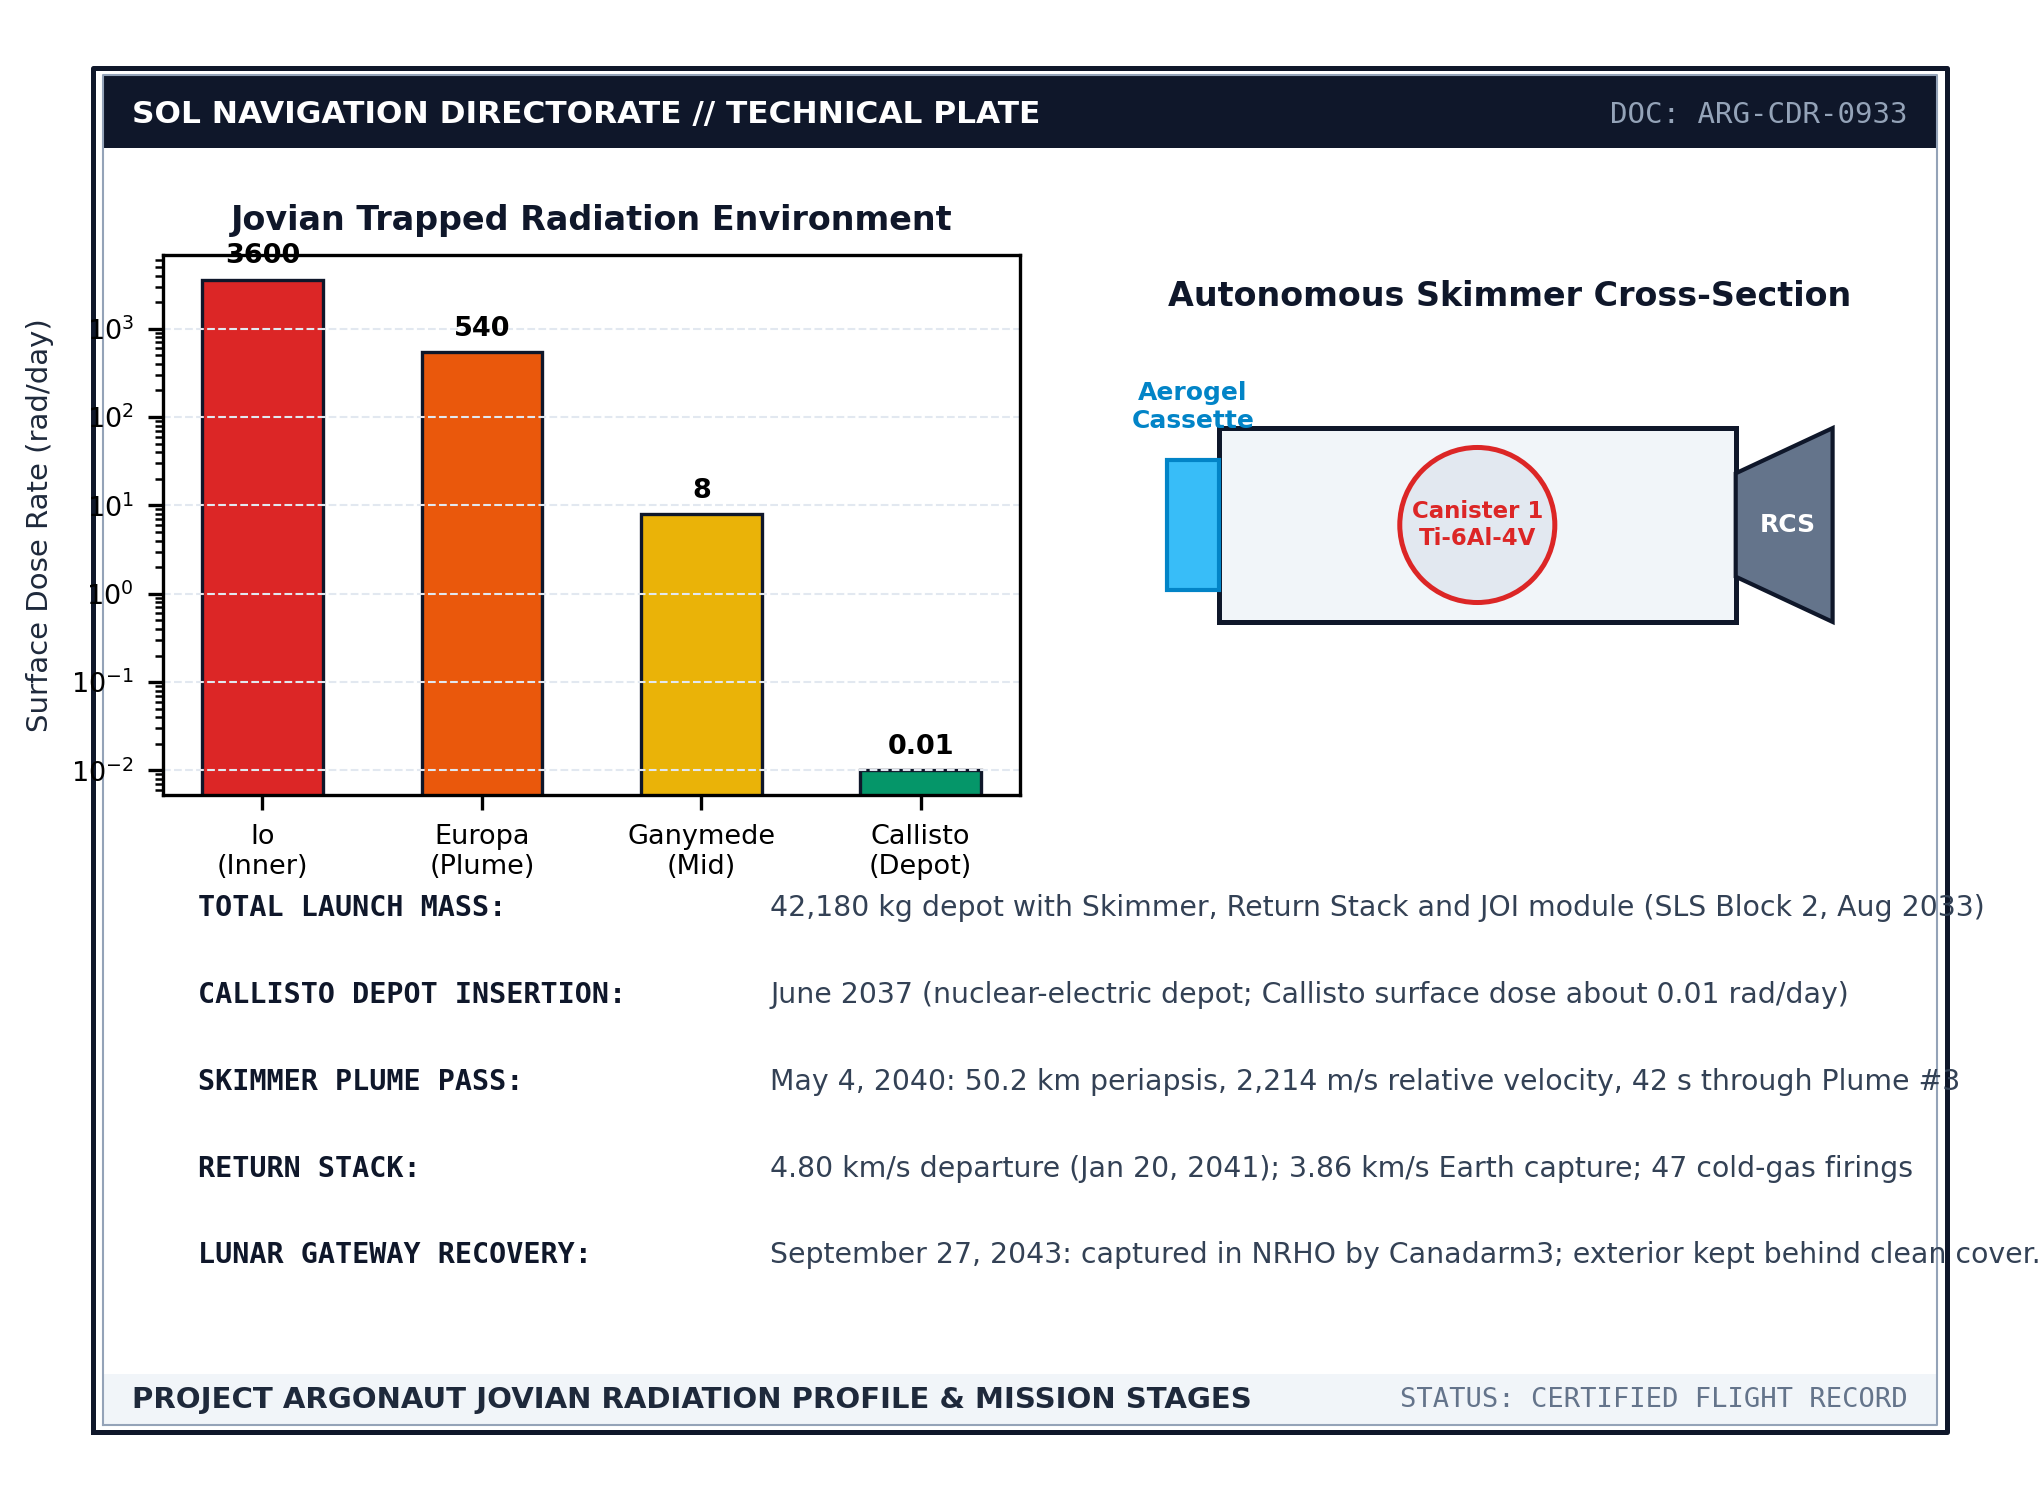 SOL NAVIGATION DIRECTORATE // TECHNICAL PLATE
DOC: ARG-CDR-0933
Jovian Trapped Radiation Environment
Surface Dose Rate (rad/day)
10³
10²
10¹
10⁰
10⁻¹
10⁻²
3600
540
8
0.01
Io
(Inner)
Europa
(Plume)
Ganymede
(Mid)
Callisto
(Depot)
Autonomous Skimmer Cross-Section
Aerogel
Cassette
Canister 1
Ti-6Al-4V
RCS
TOTAL LAUNCH MASS: 42,180 kg depot with Skimmer, Return Stack and JOI module (SLS Block 2, Aug 2033)
CALLISTO DEPOT INSERTION: June 2037 (nuclear-electric depot; Callisto surface dose about 0.01 rad/day)
SKIMMER PLUME PASS: May 4, 2040: 50.2 km periapsis, 2,214 m/s relative velocity, 42 s through Plume #3
RETURN STACK: 4.80 km/s departure (Jan 20, 2041); 3.86 km/s Earth capture; 47 cold-gas firings
LUNAR GATEWAY RECOVERY: September 27, 2043: captured in NRHO by Canadarm3; exterior kept behind clean cover.
PROJECT ARGONAUT JOVIAN RADIATION PROFILE & MISSION STAGES
STATUS: CERTIFIED FLIGHT RECORD